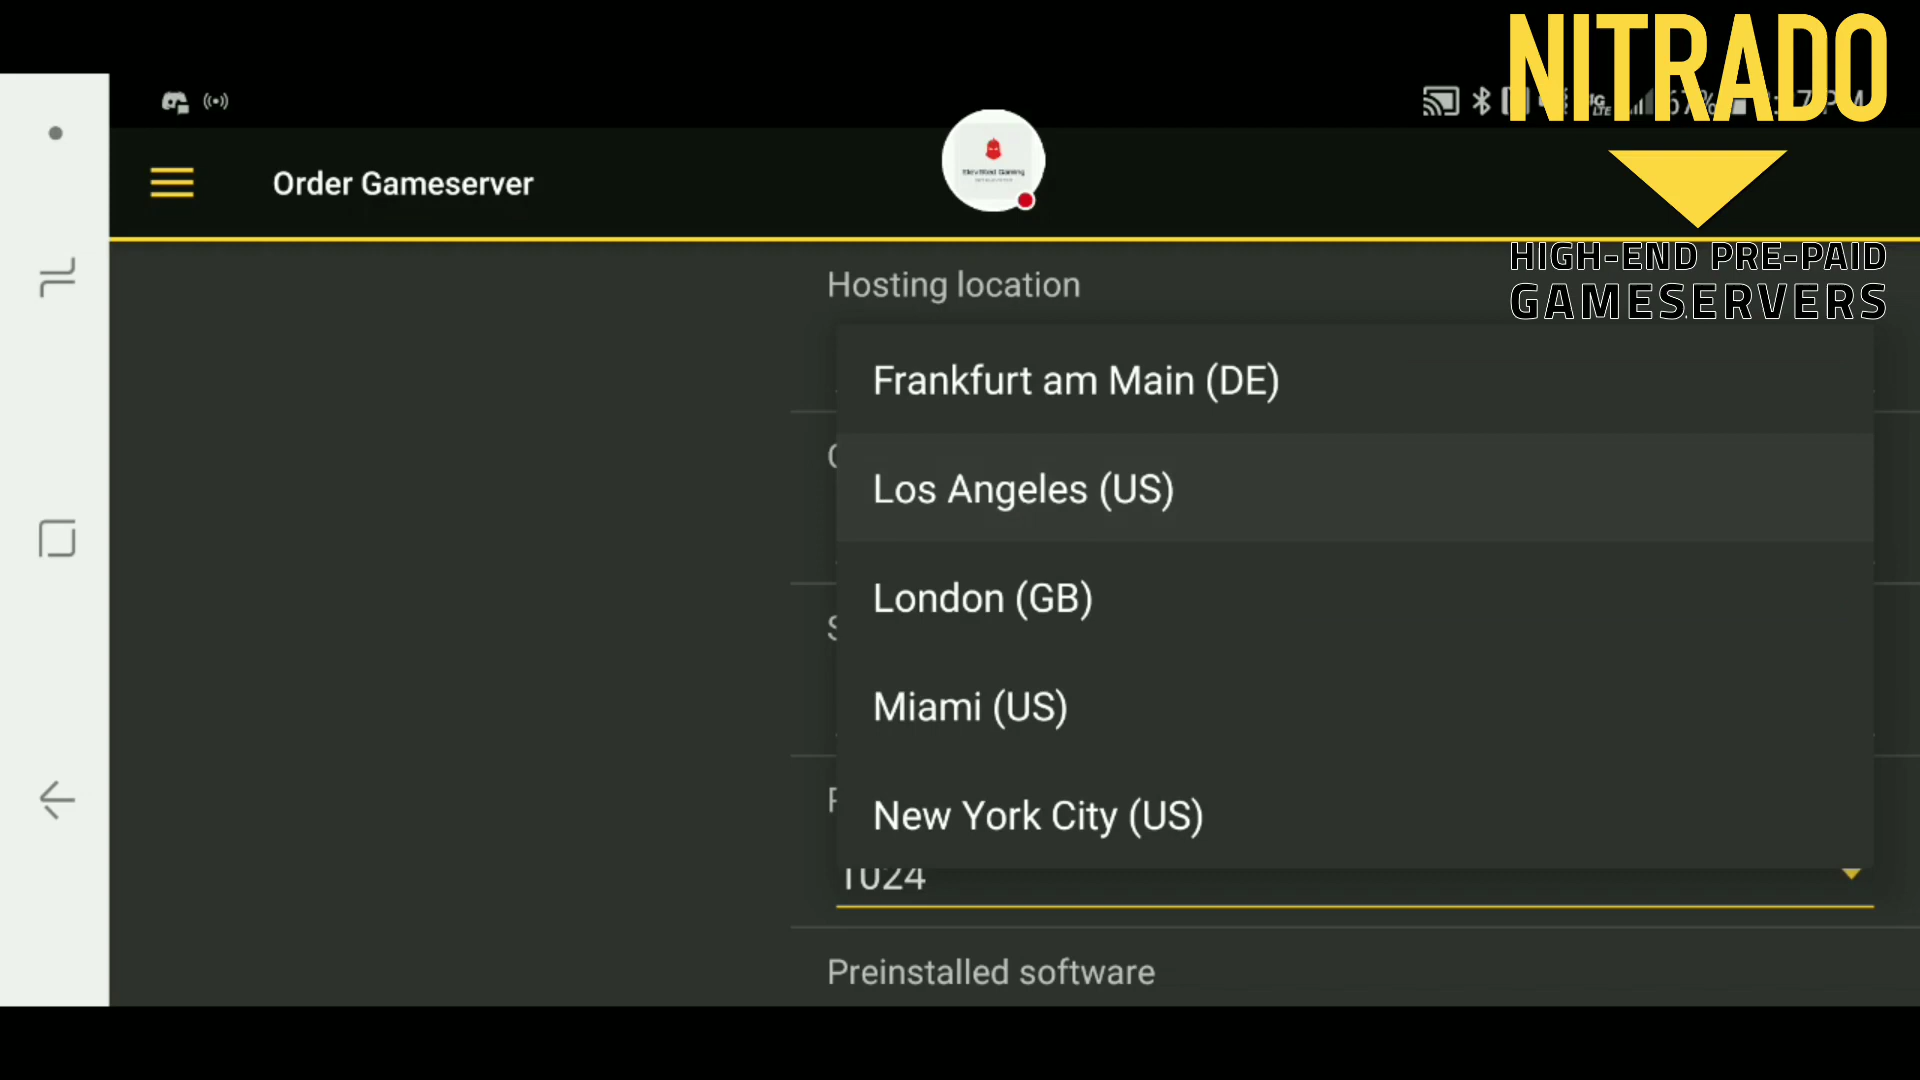 NITRADO
67%
Order Gameserver
HIGH-END PRE-PAID
GAMESERVERS
Hosting location
Frankfurt am Main (DE)
Los Angeles (US)
London (GB)
Miami (US)
New York City (US)
1024
Preinstalled software